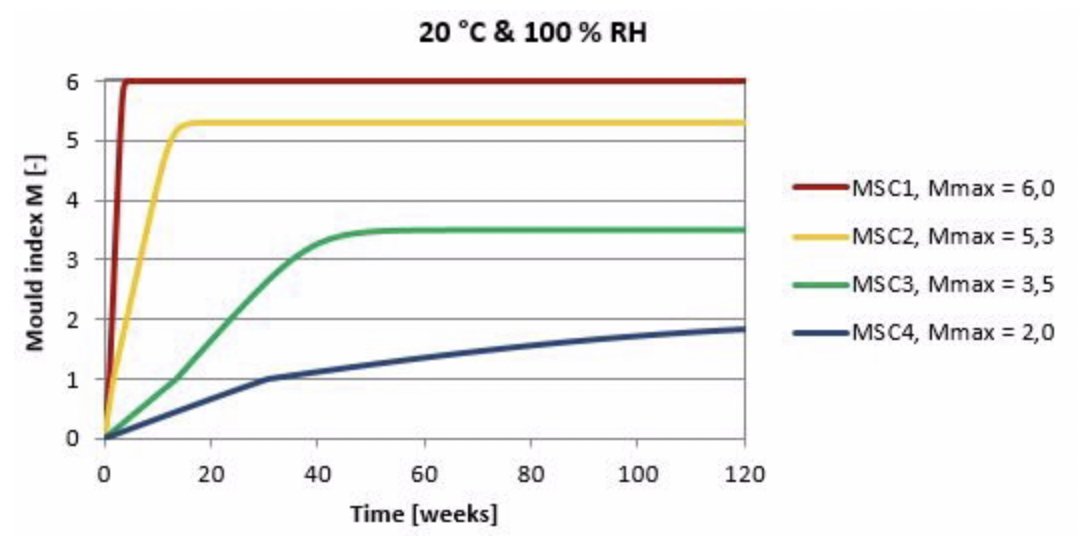 20 °C & 100 % RH
Mould index M [-]
6
5
4
3
2
1
0
0 20 40 60 80 100 120
Time [weeks]
MSC1, Mmax = 6,0
MSC2, Mmax = 5,3
MSC3, Mmax = 3,5
MSC4, Mmax = 2,0